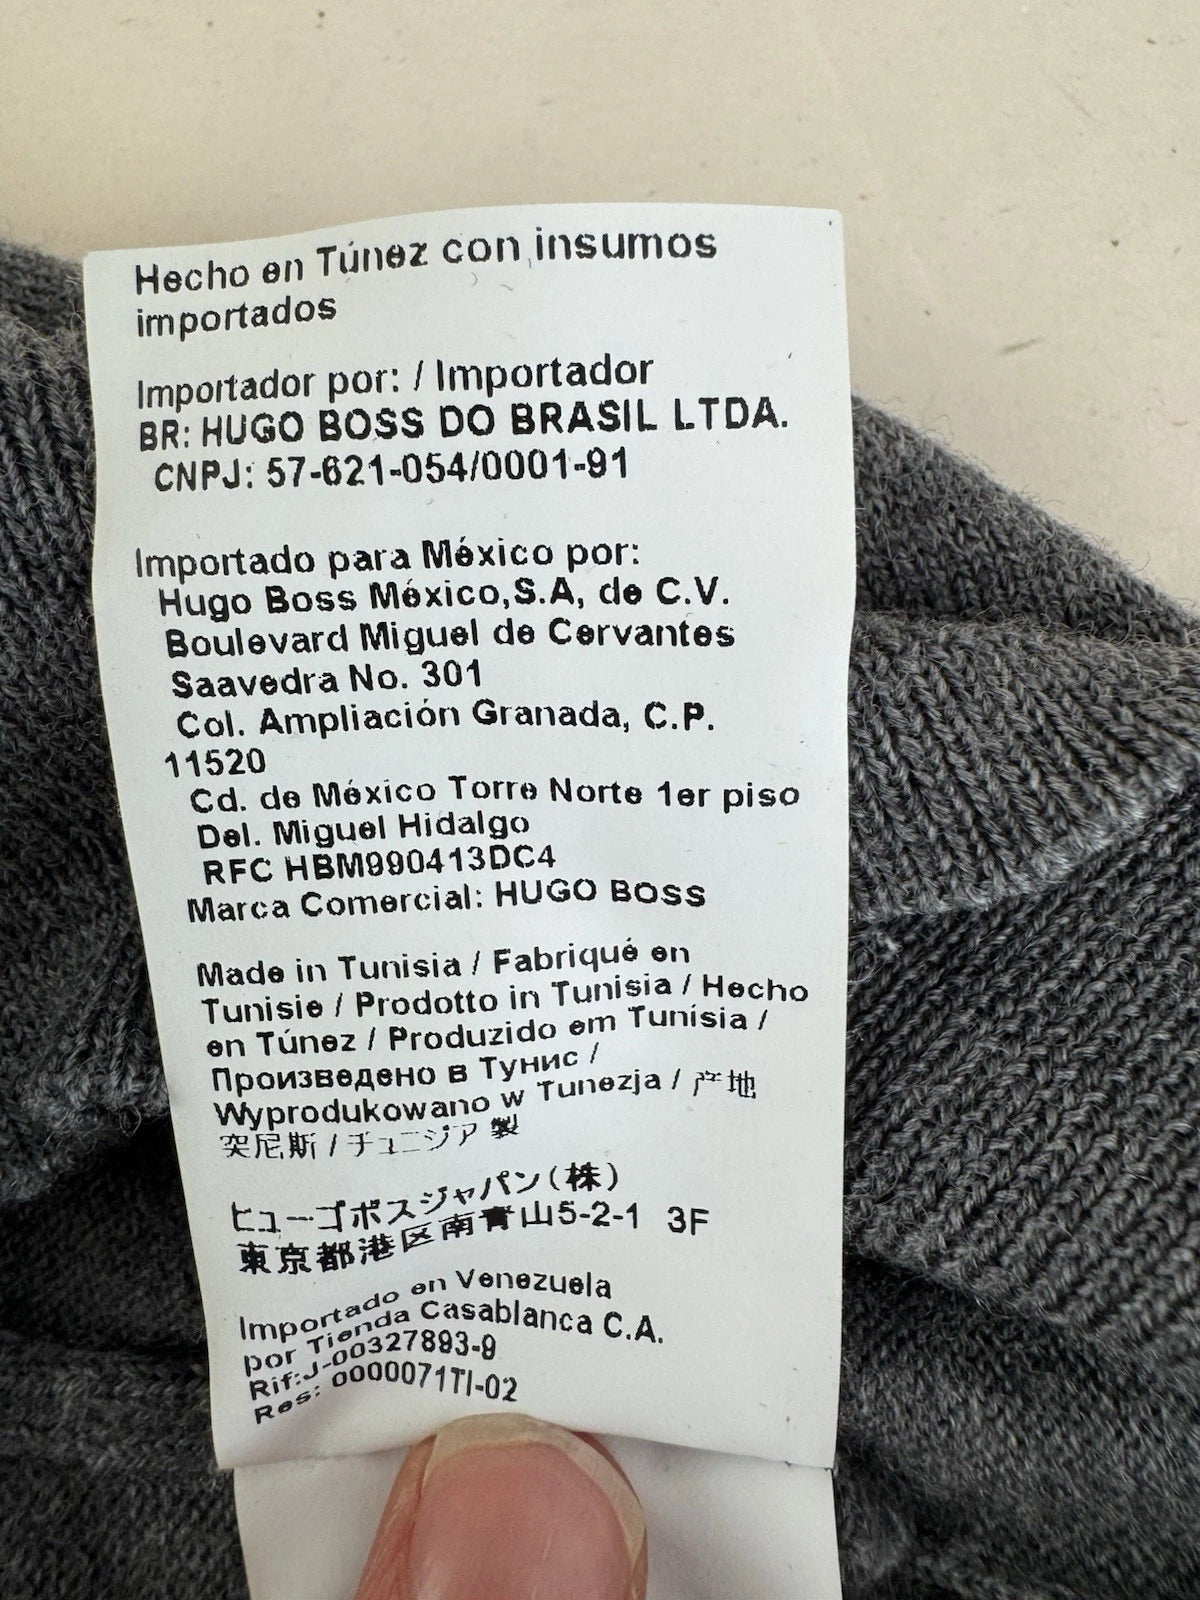 Hecho en Túnez con insumos
importados
Importador por: / Importador
BR: HUGO BOSS DO BRASIL LTDA.
CNPJ: 57-621-054/0001-91
Importado para México por:
Hugo Boss México,S.A, de C.V.
Boulevard Miguel de Cervantes
Saavedra No. 301
Col. Ampliación Granada, C.P.
11520
Cd. de México Torre Norte 1er piso
Del. Miguel Hidalgo
RFC HBM990413DC4
Marca Comercial: HUGO BOSS
Made in Tunisia / Fabriqué en
Tunisie / Prodotto in Tunisia / Hecho
en Túnez / Produzido em Tunísia /
Произведено в Тунис /
Wyprodukowano w Tunezja / 产地
突尼斯 / チュニジア 製
ヒューゴボスジャパン(株)
東京都港区南青山5-2-1 3F
Importado en Venezuela
por Tienda Casablanca C.A.
Rif:J-00327893-9
Res: 0000071TI-02